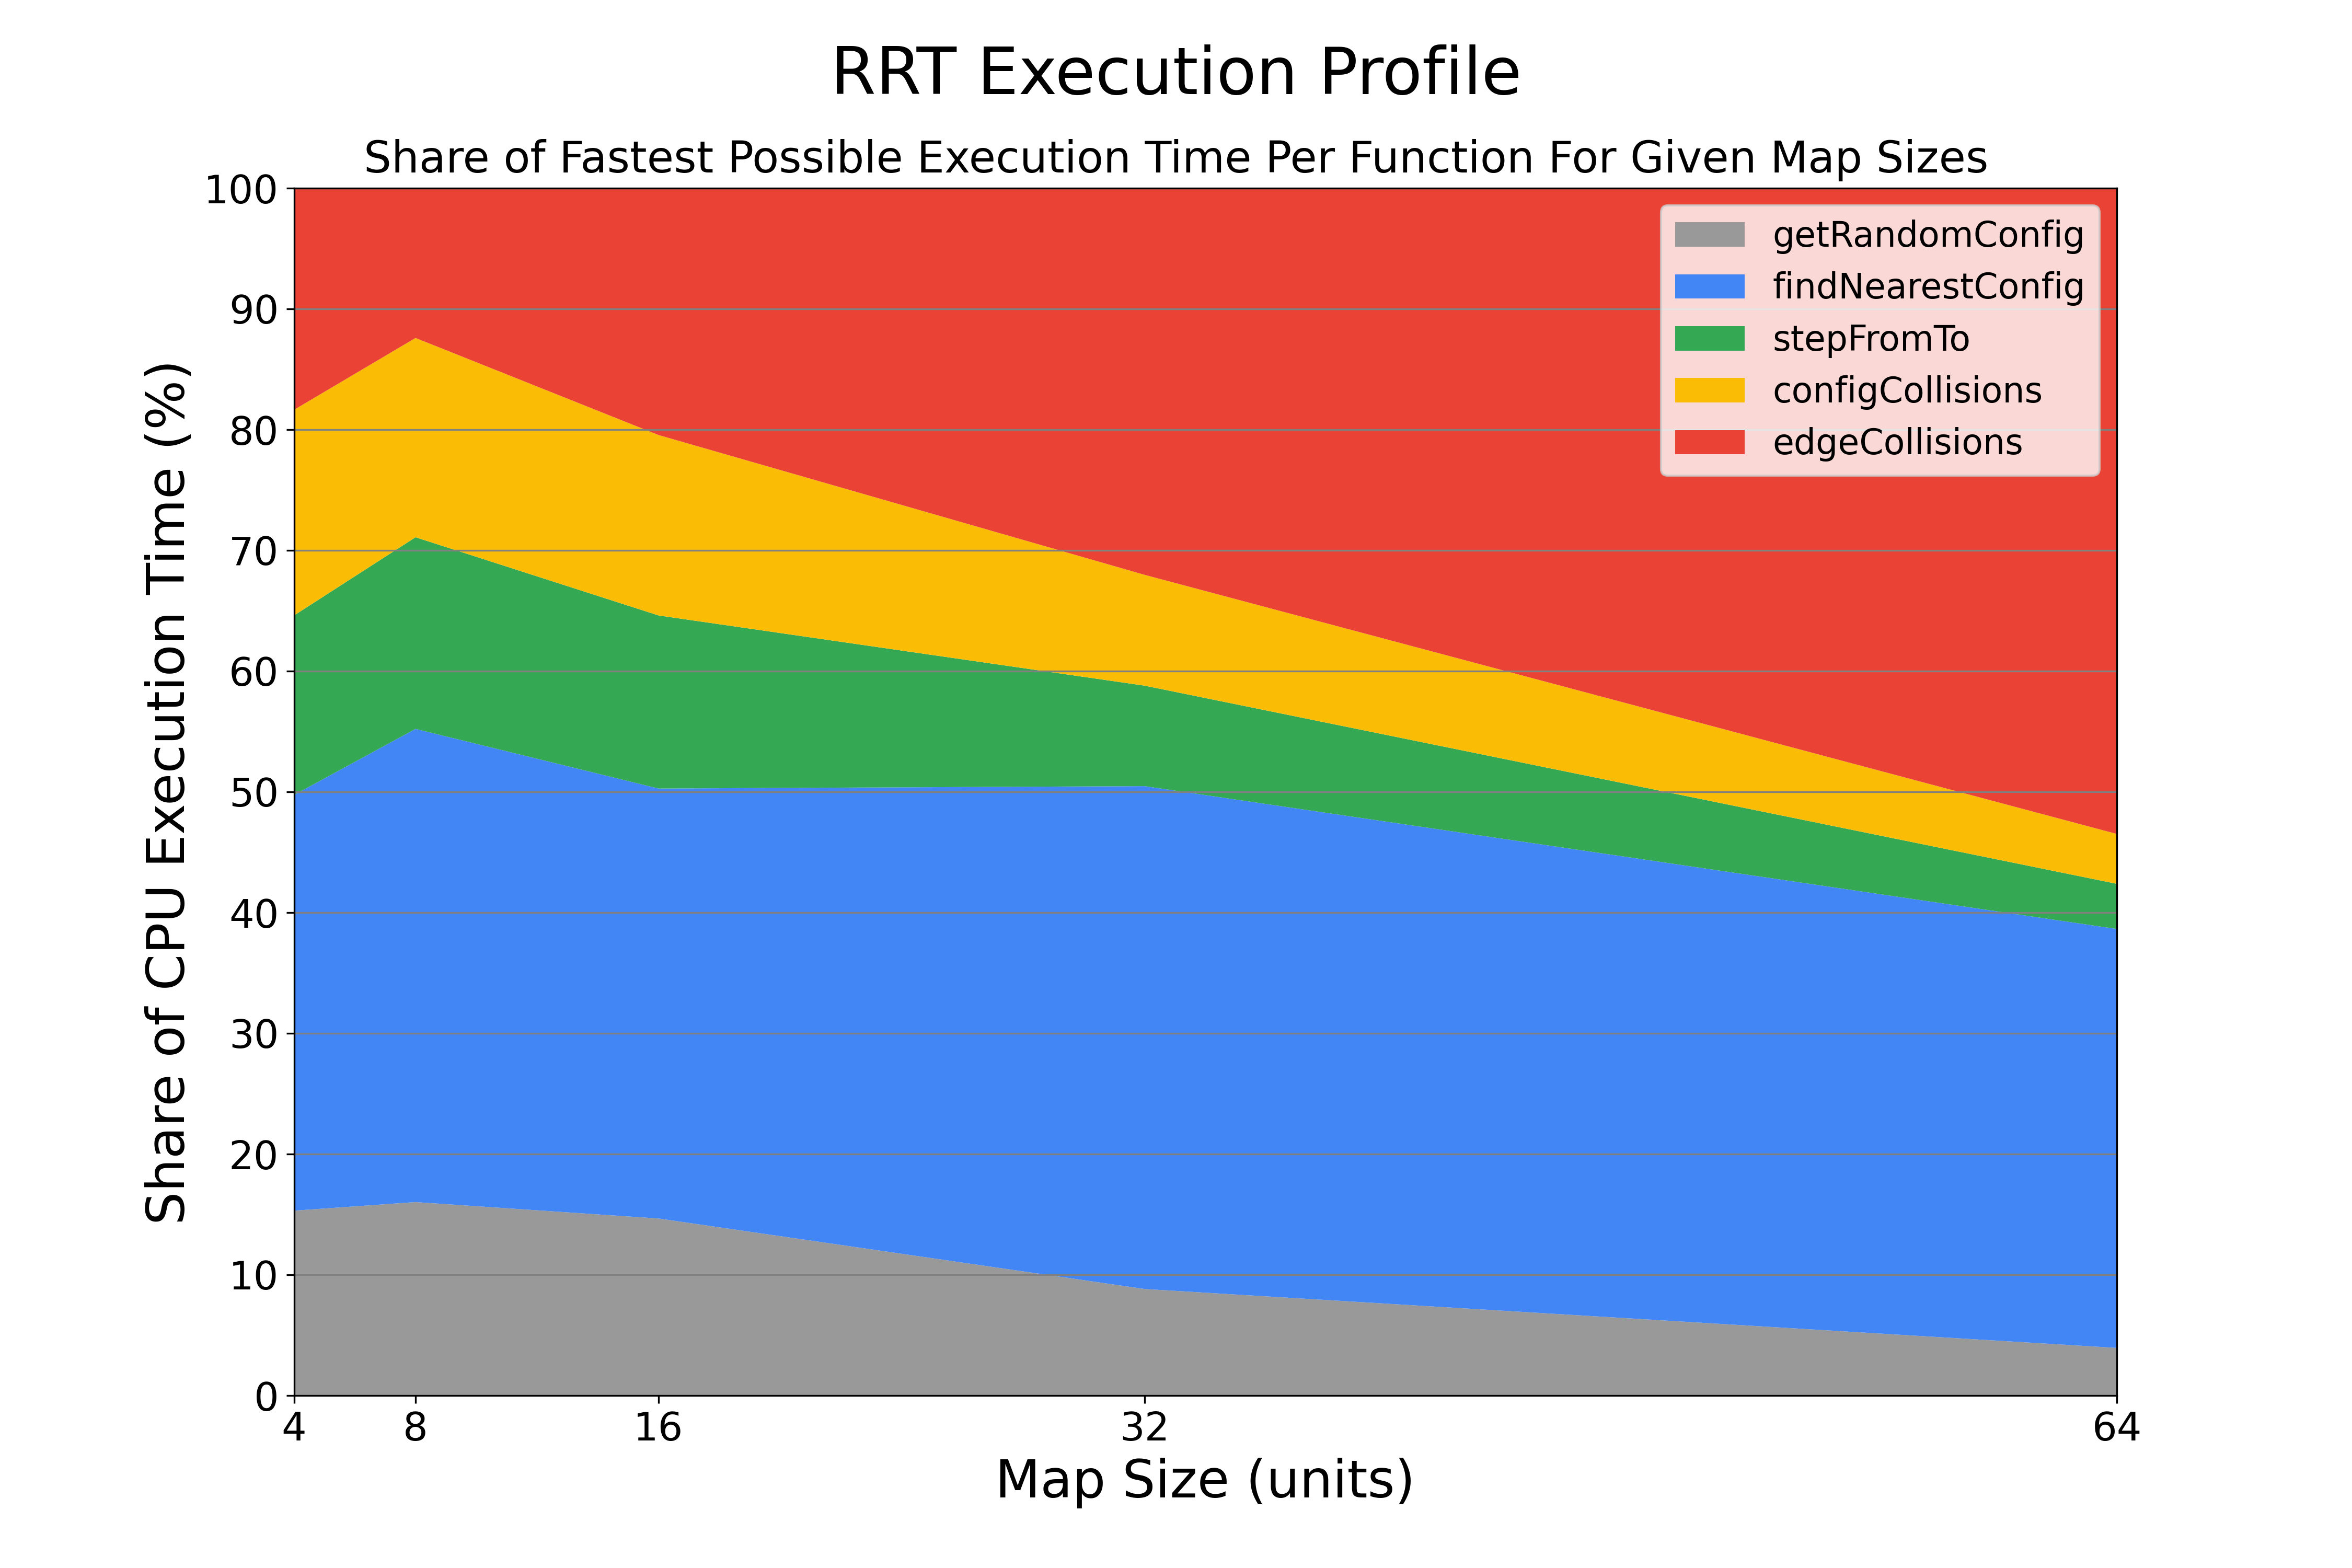 RRT Execution Profile
Share of Fastest Possible Execution Time Per Function For Given Map Sizes
Share of CPU Execution Time (%)
100
90
80
70
60
50
40
30
20
10
0
getRandomConfig
findNearestConfig
stepFromTo
configCollisions
edgeCollisions
4 8 16 32 64
Map Size (units)